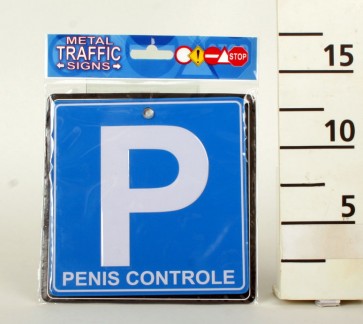 METAL
TRAFFIC
SIGNS
STOP
P
PENIS CONTROLE
15
10
5